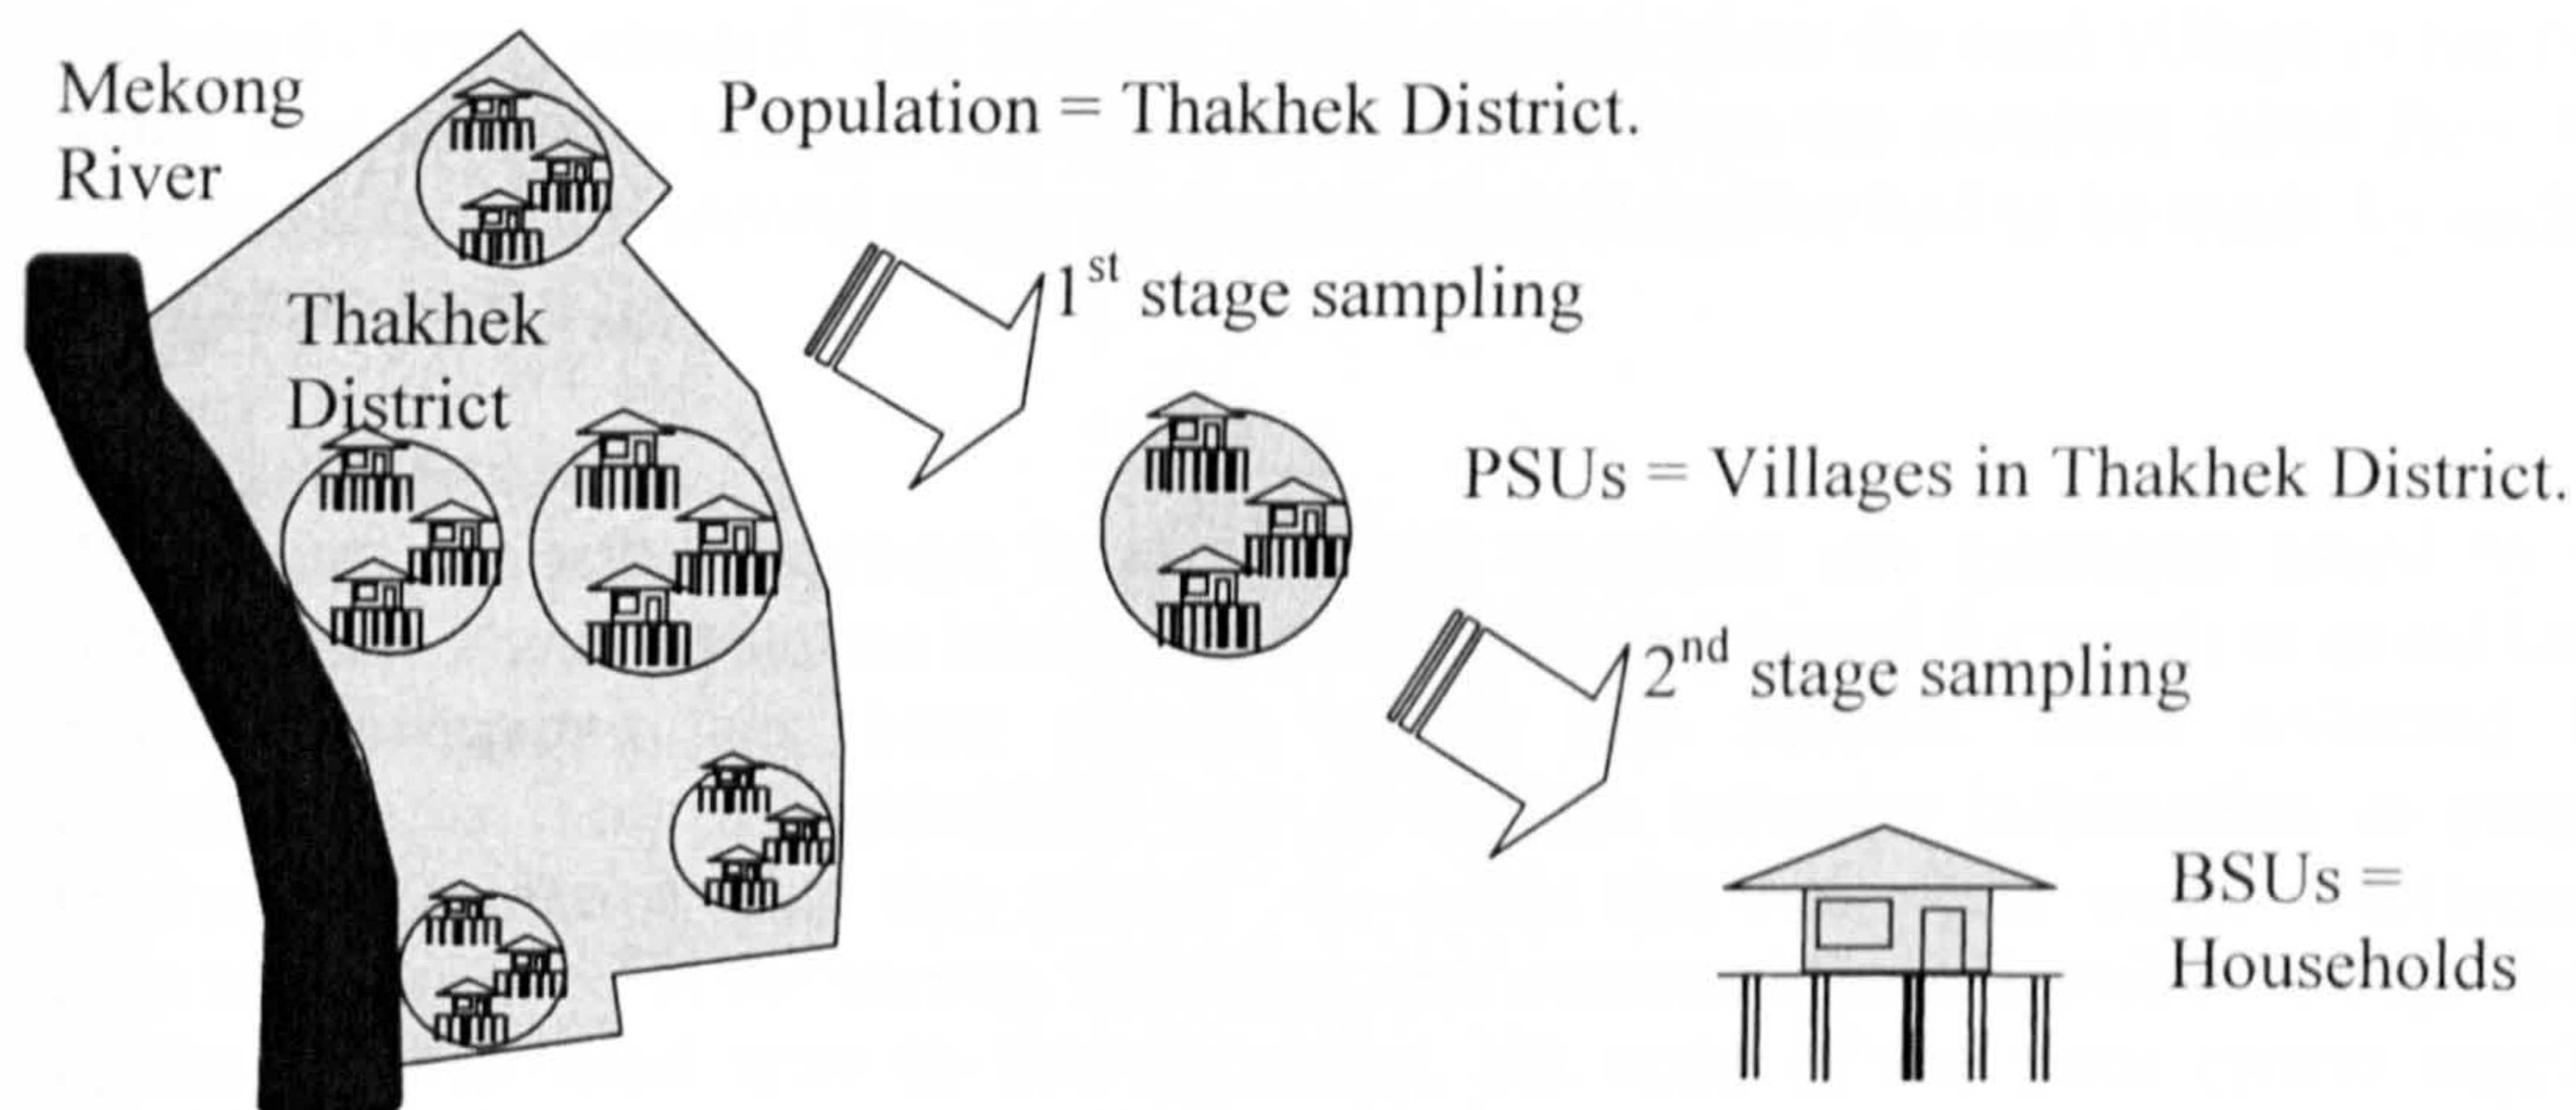 Mekong
River
Population = Thakhek District.
1st stage sampling
Thakhek
District
PSUs = Villages in Thakhek District.
2nd stage sampling
BSUs =
Households